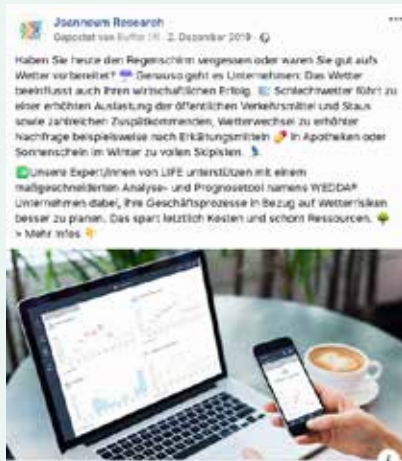 Joanneum Research
Gepostet von Buffer · 2. Dezember 2019 ·
Haben Sie heute den Regenschirm vergessen oder waren Sie gut aufs
Wetter vorbereitet? ☔ Genauso geht es Unternehmen: Das Wetter
beeinflusst auch ihren wirtschaftlichen Erfolg. Schlechtwetter führt zu
einer erhöhten Auslastung der öffentlichen Verkehrsmittel und Staus
sowie zahlreichen Zuspätkommenden, Wetterwechsel zu erhöhter
Nachfrage beispielsweise nach Erkältungsmitteln in Apotheken oder
Sonnenschein im Winter zu vollen Skipisten.
Unsere Expert/innen von LIFE unterstützen mit einem
maßgeschneiderten Analyse- und Prognosetool namens WEDDA®
Unternehmen dabei, ihre Geschäftsprozesse in Bezug auf Wetterrisiken
besser zu planen. Das spart letztlich Kosten und schont Ressourcen. 🌳
> Mehr Infos 👇